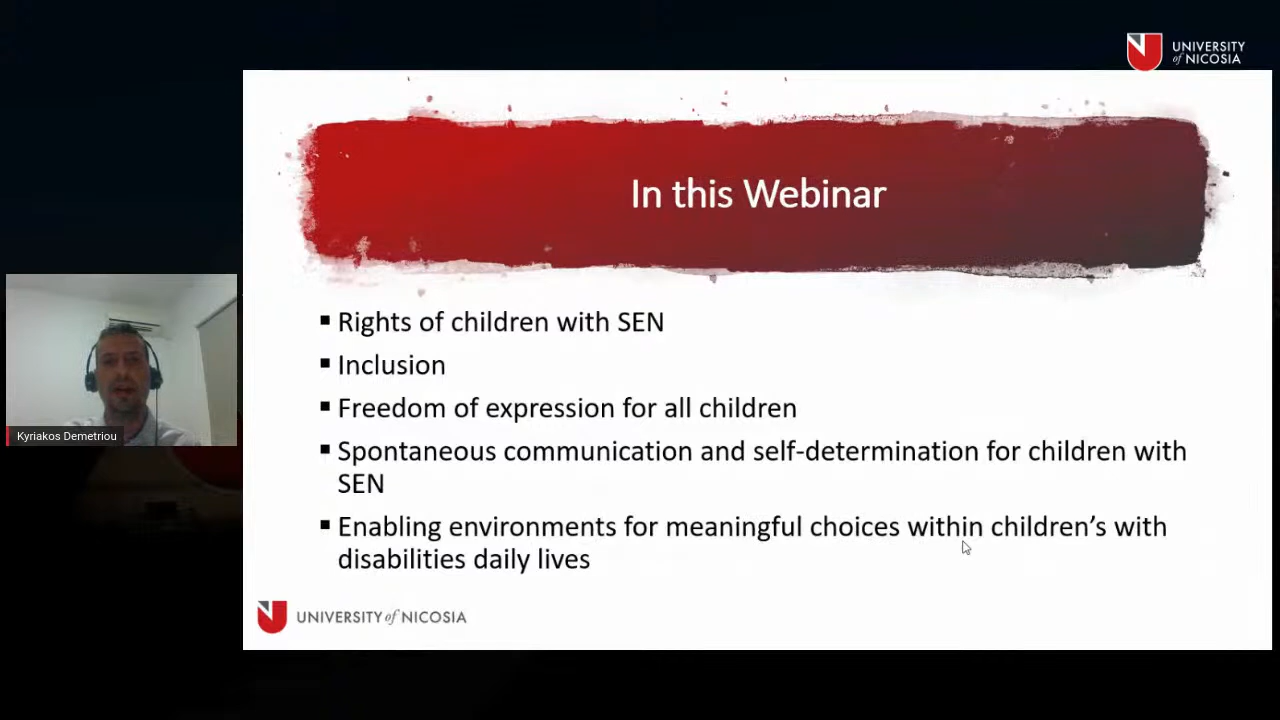 UNIVERSITY
of NICOSIA
In this Webinar
▪ Rights of children with SEN
▪ Inclusion
▪ Freedom of expression for all children
▪ Spontaneous communication and self-determination for children with
SEN
▪ Enabling environments for meaningful choices within children’s with
disabilities daily lives
Kyriakos Demetriou
UNIVERSITY of NICOSIA